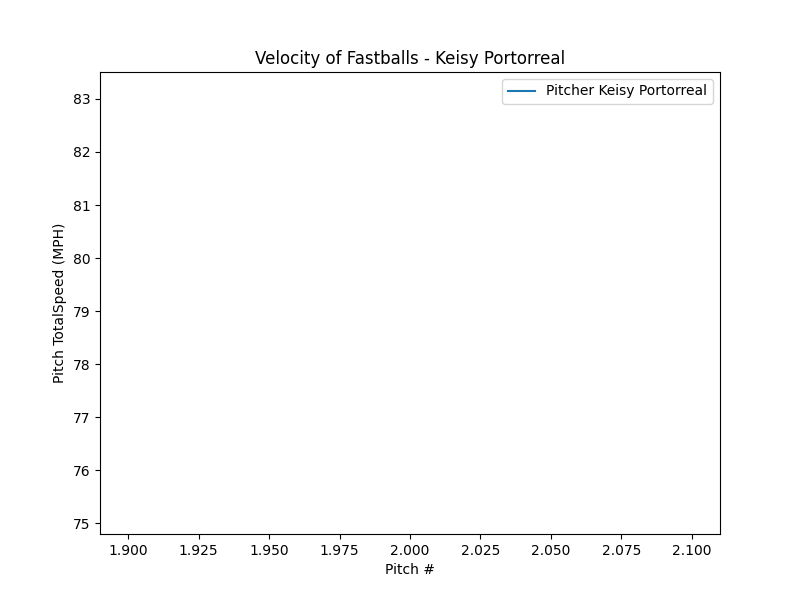 Velocity of Fastballs - Keisy Portorreal
Pitcher Keisy Portorreal
83
82
81
80
79
78
77
76
75
Pitch TotalSpeed (MPH)
1.900 1.925 1.950 1.975 2.000 2.025 2.050 2.075 2.100
Pitch #